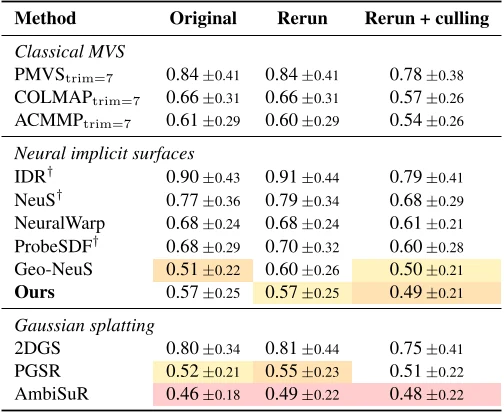 Method Original Rerun Rerun + culling
Classical MVS
PMVStrim=7 0.84 ±0.41 0.84 ±0.41 0.78 ±0.38
COLMAPtrim=7 0.66 ±0.31 0.66 ±0.31 0.57 ±0.26
ACMMPtrim=7 0.61 ±0.29 0.60 ±0.29 0.54 ±0.26
Neural implicit surfaces
IDR† 0.90 ±0.43 0.91 ±0.44 0.79 ±0.41
NeuS† 0.77 ±0.36 0.79 ±0.34 0.68 ±0.29
NeuralWarp 0.68 ±0.24 0.68 ±0.24 0.61 ±0.21
ProbeSDF† 0.68 ±0.29 0.70 ±0.32 0.60 ±0.28
Geo-NeuS 0.51 ±0.22 0.60 ±0.26 0.50 ±0.21
Ours 0.57 ±0.25 0.57 ±0.25 0.49 ±0.21
Gaussian splatting
2DGS 0.80 ±0.34 0.81 ±0.44 0.75 ±0.41
PGSR 0.52 ±0.21 0.55 ±0.23 0.51 ±0.22
AmbiSuR 0.46 ±0.18 0.49 ±0.22 0.48 ±0.22